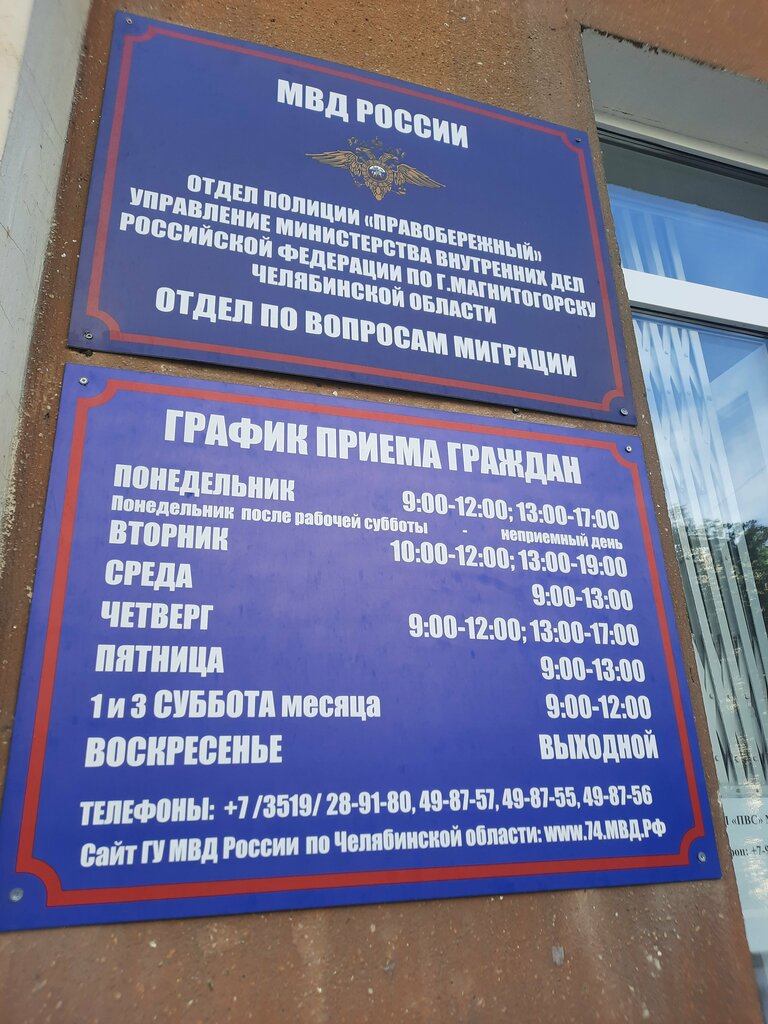 МВД РОССИИ
ОТДЕЛ ПОЛИЦИИ «ПРАВОБЕРЕЖНЫЙ»
УПРАВЛЕНИЕ МИНИСТЕРСТВА ВНУТРЕННИХ ДЕЛ
РОССИЙСКОЙ ФЕДЕРАЦИИ ПО Г.МАГНИТОГОРСКУ
ЧЕЛЯБИНСКОЙ ОБЛАСТИ
ОТДЕЛ ПО ВОПРОСАМ МИГРАЦИИ
ГРАФИК ПРИЕМА ГРАЖДАН
ПОНЕДЕЛЬНИК 9:00-12:00; 13:00-17:00
Понедельник после рабочей субботы - неприемный день
ВТОРНИК 10:00-12:00; 13:00-19:00
СРЕДА 9:00-13:00
ЧЕТВЕРГ 9:00-12:00; 13:00-17:00
ПЯТНИЦА 9:00-13:00
1 и 3 СУББОТА месяца 9:00-12:00
ВОСКРЕСЕНЬЕ ВЫХОДНОЙ
ТЕЛЕФОНЫ: +7 /3519/ 28-91-80, 49-87-57, 49-87-55, 49-87-56
Сайт ГУ МВД России по Челябинской области: www.74.МВД.РФ
«ПВС»